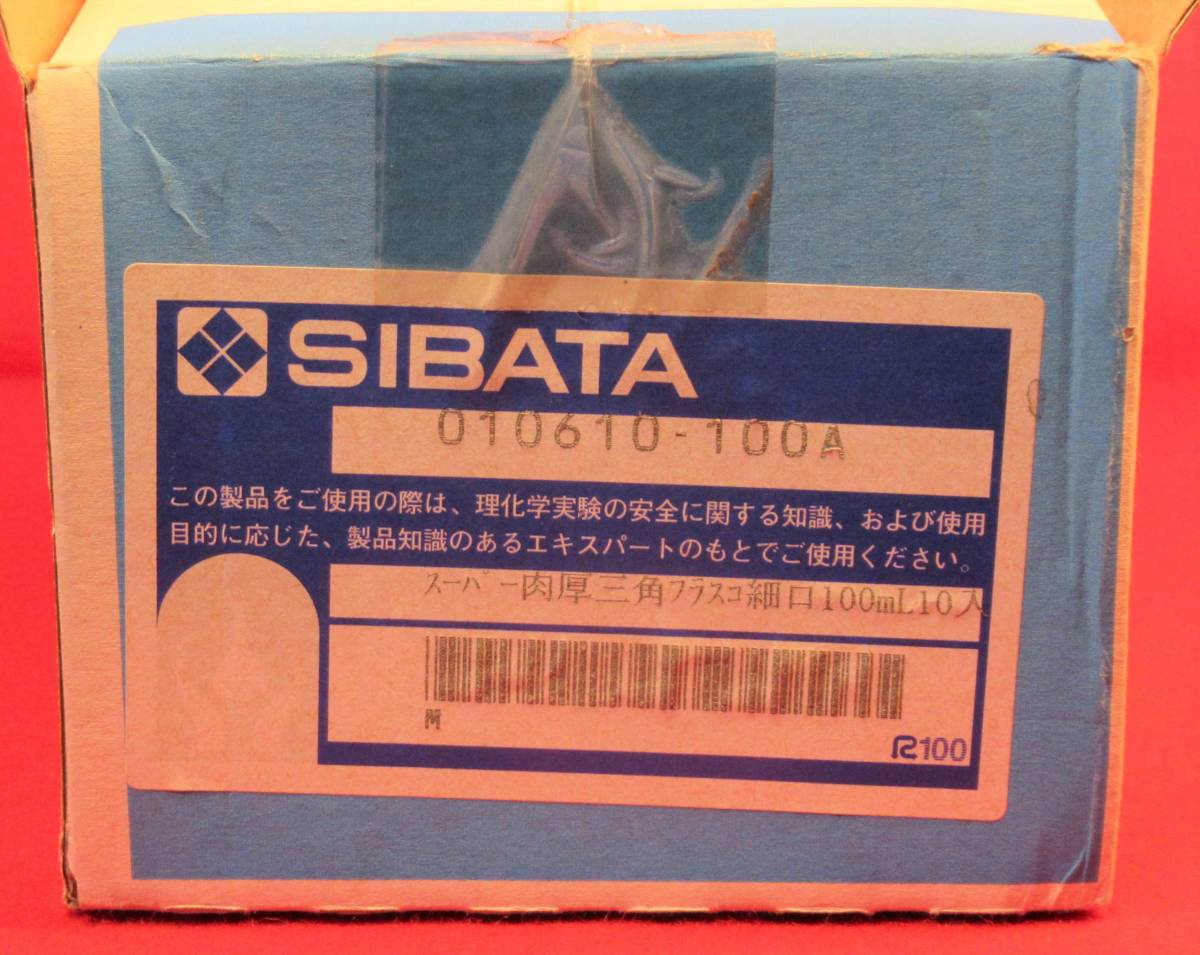 SIBATA
010610-100A
この製品をご使用の際は、理化学実験の安全に関する知識、および使用
目的に応じた、製品知識のあるエキスパートのもとでご使用ください。
ｽｰﾊﾟｰ肉厚三角ﾌﾗｽｺ細口100mL10入
M
R100